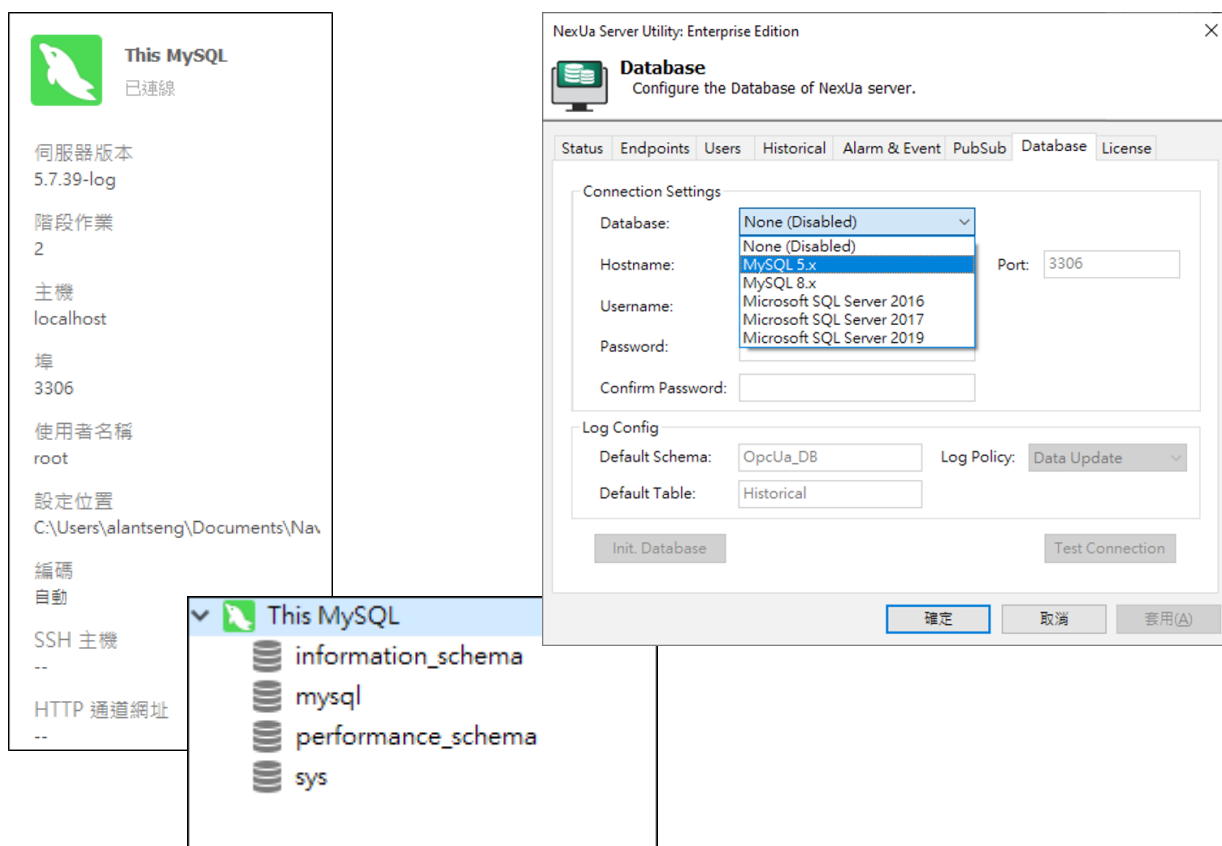 This MySQL
已連線
伺服器版本
5.7.39-log
階段作業
2
主機
localhost
埠
3306
使用者名稱
root
設定位置
C:\Users\alantseng\Documents\Nav
編碼
自動
SSH 主機
--
HTTP 通道網址
--
This MySQL
information_schema
mysql
performance_schema
sys
NexUa Server Utility: Enterprise Edition
Database
Configure the Database of NexUa server.
Status Endpoints Users Historical Alarm & Event PubSub Database License
Connection Settings
Database: None (Disabled)
None (Disabled)
MySQL 5.x
MySQL 8.x
Microsoft SQL Server 2016
Microsoft SQL Server 2017
Microsoft SQL Server 2019
Hostname: Port: 3306
Username:
Password:
Confirm Password:
Log Config
Default Schema: OpcUa_DB Log Policy: Data Update
Default Table: Historical
Init. Database Test Connection
確定 取消 套用(A)